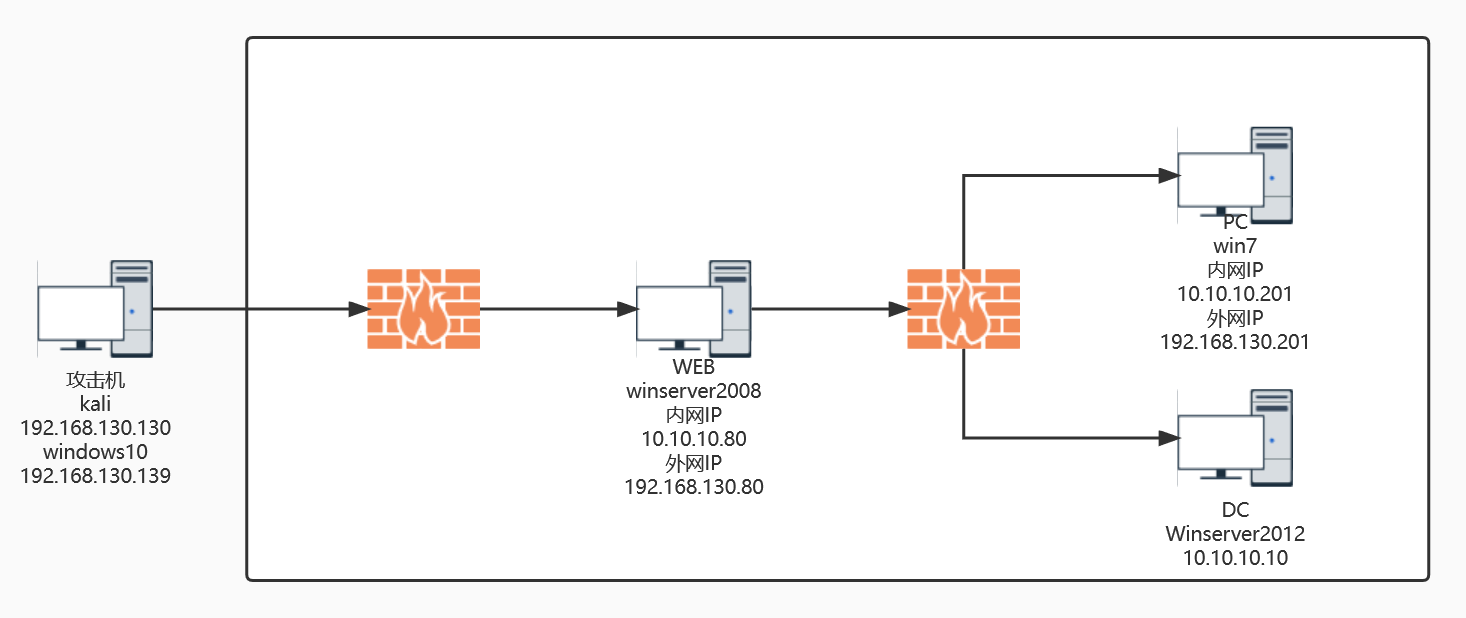 攻击机
kali
192.168.130.130
windows10
192.168.130.139
WEB
winserver2008
内网IP
10.10.10.80
外网IP
192.168.130.80
PC
win7
内网IP
10.10.10.201
外网IP
192.168.130.201
DC
Winserver2012
10.10.10.10